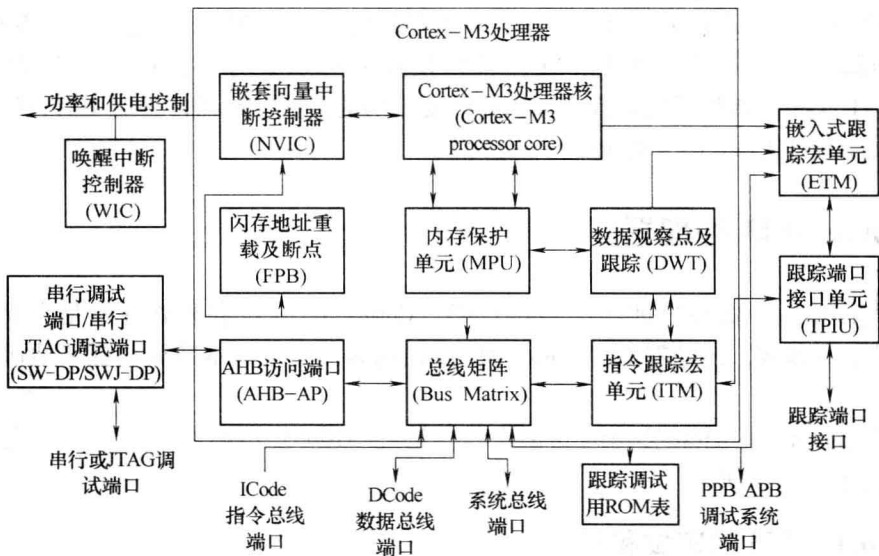 Cortex-M3处理器
功率和供电控制
嵌套向量中
断控制器
(NVIC)
Cortex-M3处理器核
(Cortex-M3
processor core)
嵌入式跟
踪宏单元
(ETM)
唤醒中断
控制器
(WIC)
闪存地址重
载及断点
(FPB)
内存保护
单元(MPU)
数据观察点及
跟踪(DWT)
跟踪端口
接口单元
(TPIU)
串行调试
端口/串行
JTAG调试端口
(SW-DP/SWJ-DP)
AHB访问端口
(AHB-AP)
总线矩阵
(Bus Matrix)
指令跟踪宏
单元(ITM)
跟踪端口
接口
串行或JTAG调
试端口
ICode
指令总线
端口
DCode
数据总线
端口
系统总线
端口
跟踪调试
用ROM表
PPB APB
调试系统
端口